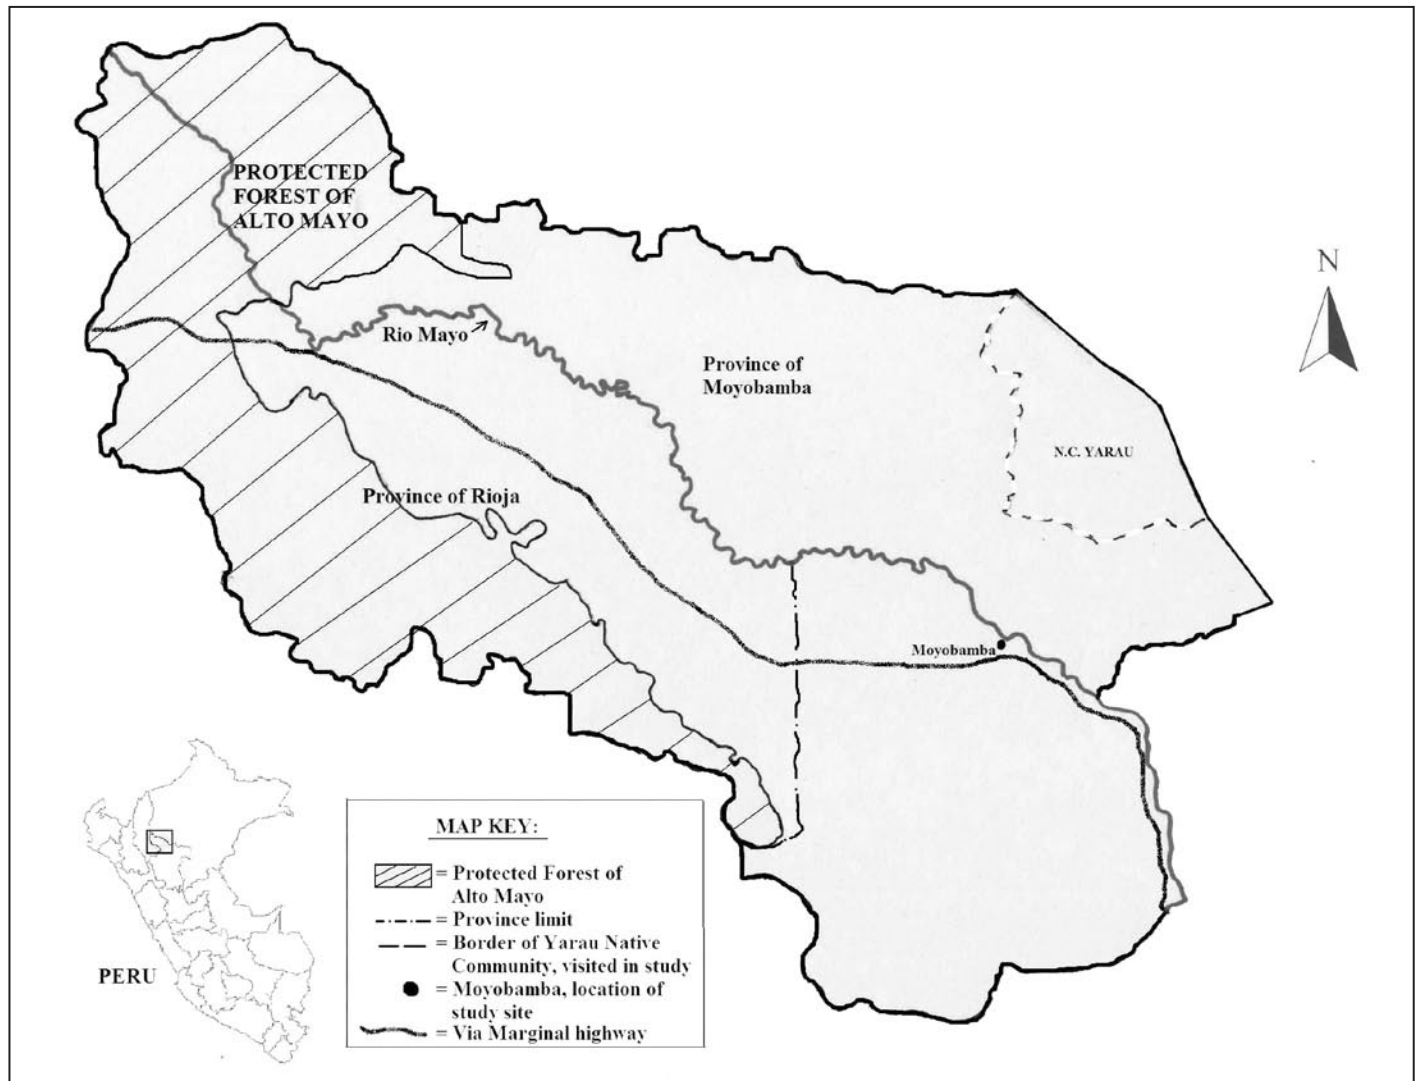 PROTECTED
FOREST OF
ALTO MAYO
N
Rio Mayo
Province of
Moyobamba
N.C. YARAU
Province of Rioja
Moyobamba
PERU
MAP KEY:
= Protected Forest of
Alto Mayo
= Province limit
= Border of Yarau Native
Community, visited in study
= Moyobamba, location of
study site
= Via Marginal highway